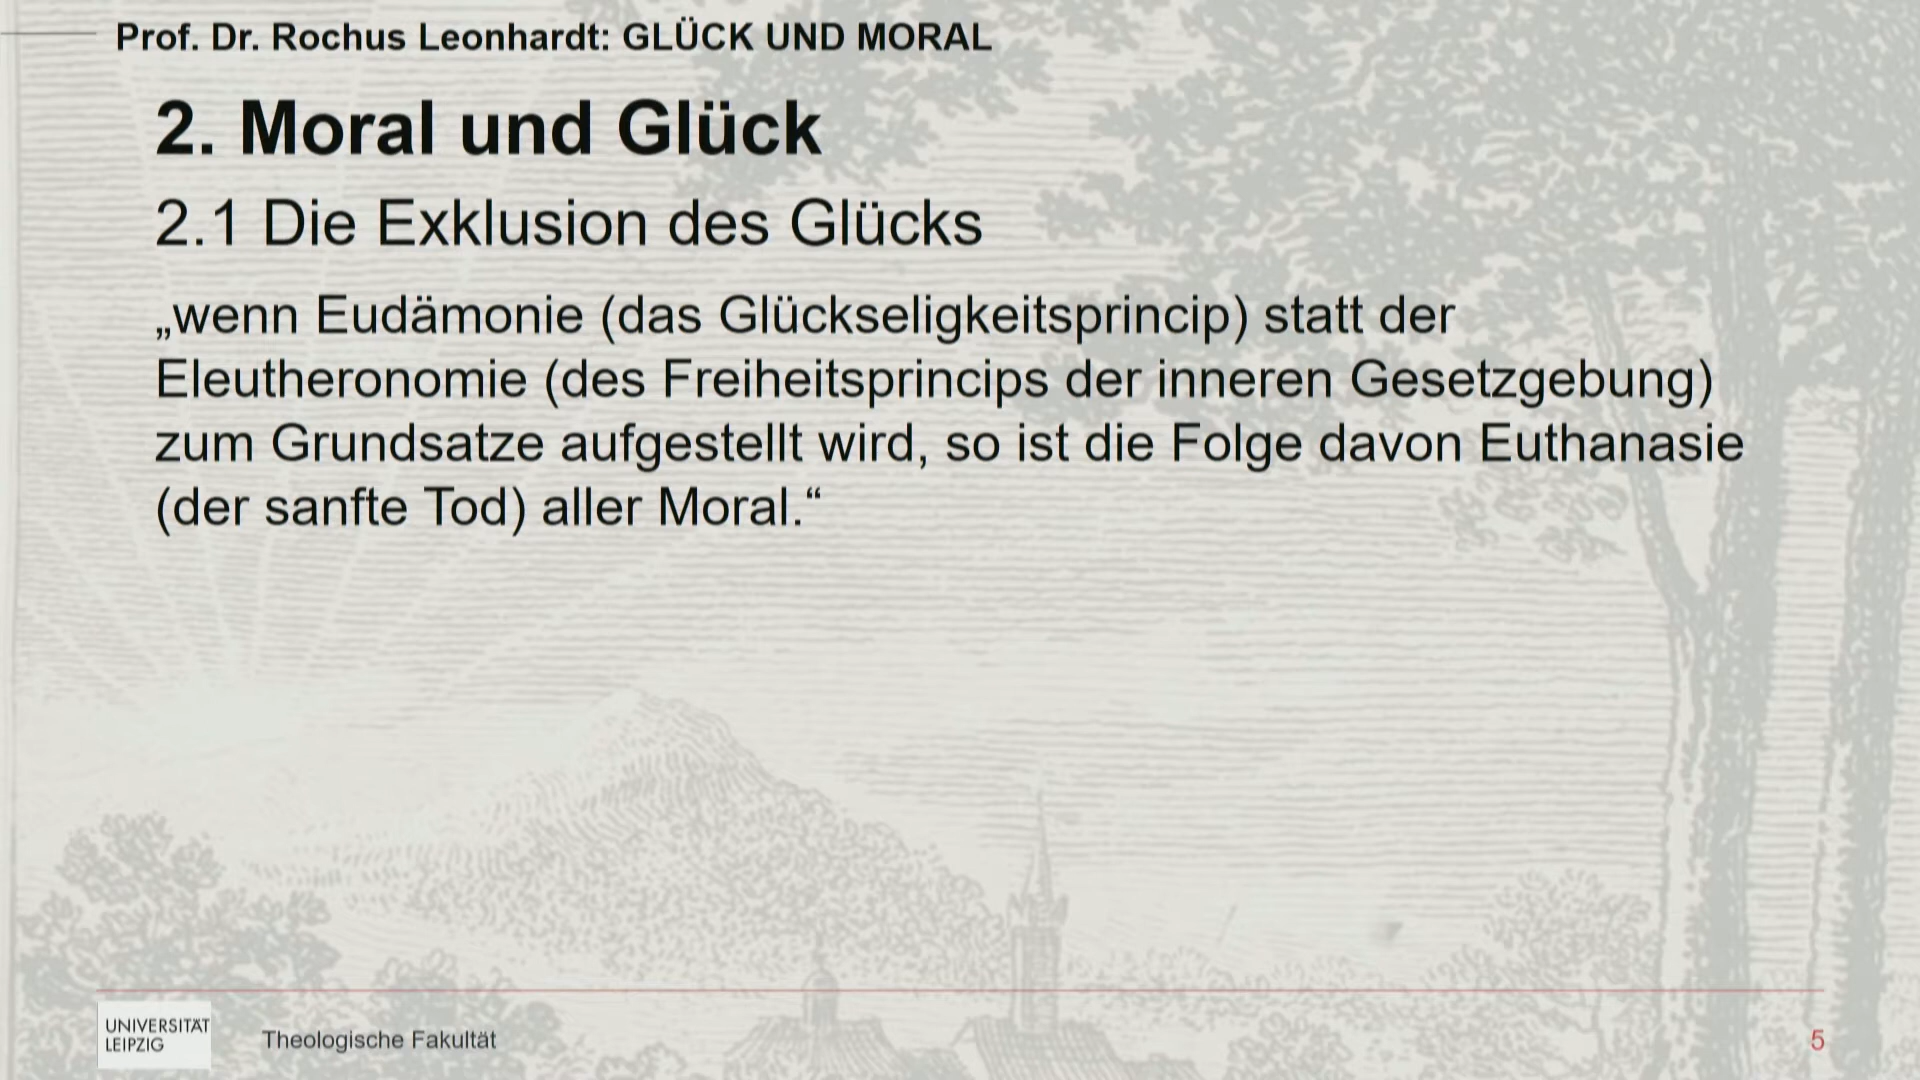 Prof. Dr. Rochus Leonhardt: GLÜCK UND MORAL
2. Moral und Glück
2.1 Die Exklusion des Glücks
„wenn Eudämonie (das Glückseligkeitsprincip) statt der
Eleutheronomie (des Freiheitsprincips der inneren Gesetzgebung)
zum Grundsatze aufgestellt wird, so ist die Folge davon Euthanasie
(der sanfte Tod) aller Moral.“
UNIVERSITÄT
LEIPZIG
Theologische Fakultät
5